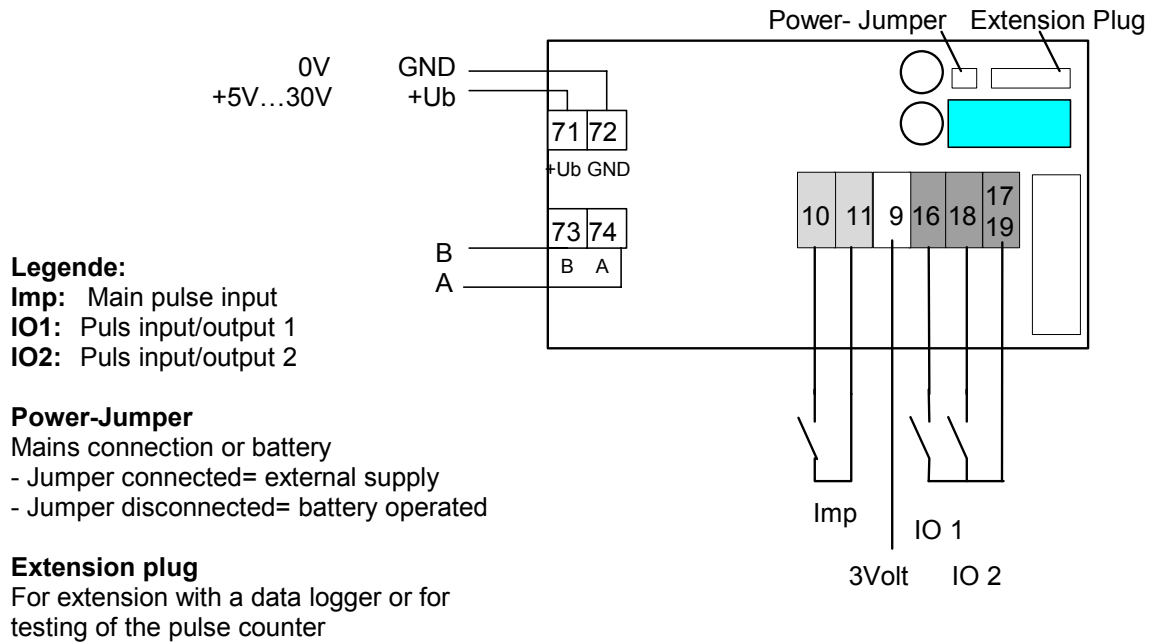 Power- Jumper Extension Plug
0V GND
+5V…30V +Ub
71 72
+Ub GND
73 74
B A
B
A
10 11 9 16 18 17
19
Legende:
Imp: Main pulse input
IO1: Puls input/output 1
IO2: Puls input/output 2
Power-Jumper
Mains connection or battery
- Jumper connected= external supply
- Jumper disconnected= battery operated
Extension plug
For extension with a data logger or for
testing of the pulse counter
Imp
IO 1
3Volt IO 2